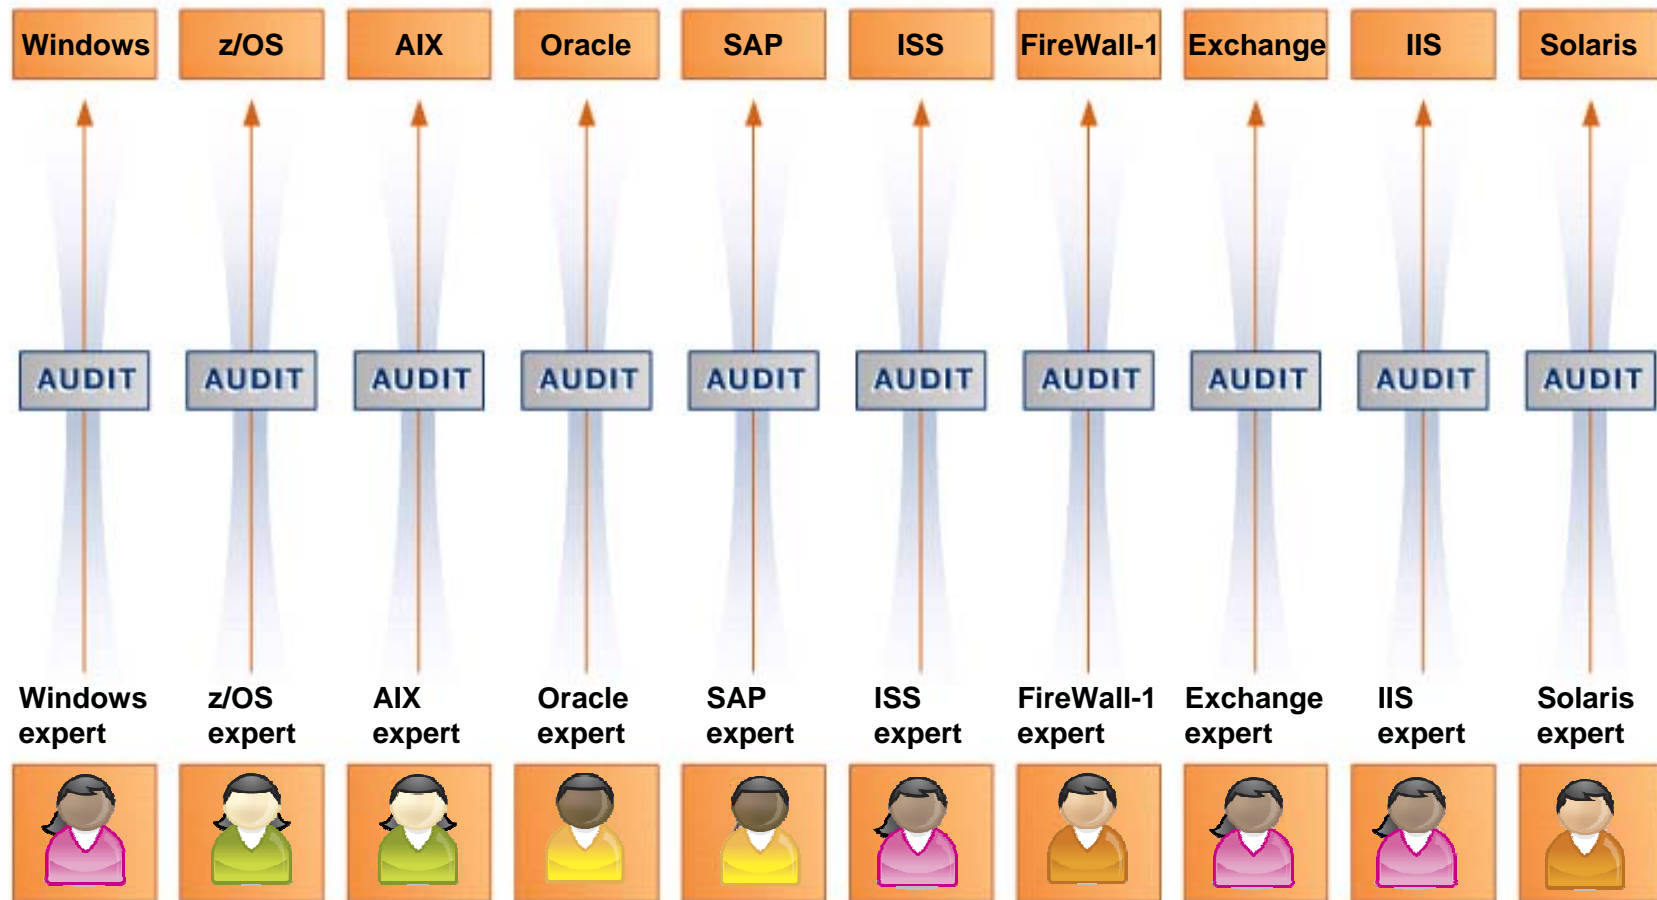 Windows z/OS AIX Oracle SAP ISS FireWall-1 Exchange IIS Solaris
AUDIT AUDIT AUDIT AUDIT AUDIT AUDIT AUDIT AUDIT AUDIT AUDIT
Windows z/OS AIX Oracle SAP ISS FireWall-1 Exchange IIS Solaris
expert expert expert expert expert expert expert expert expert expert